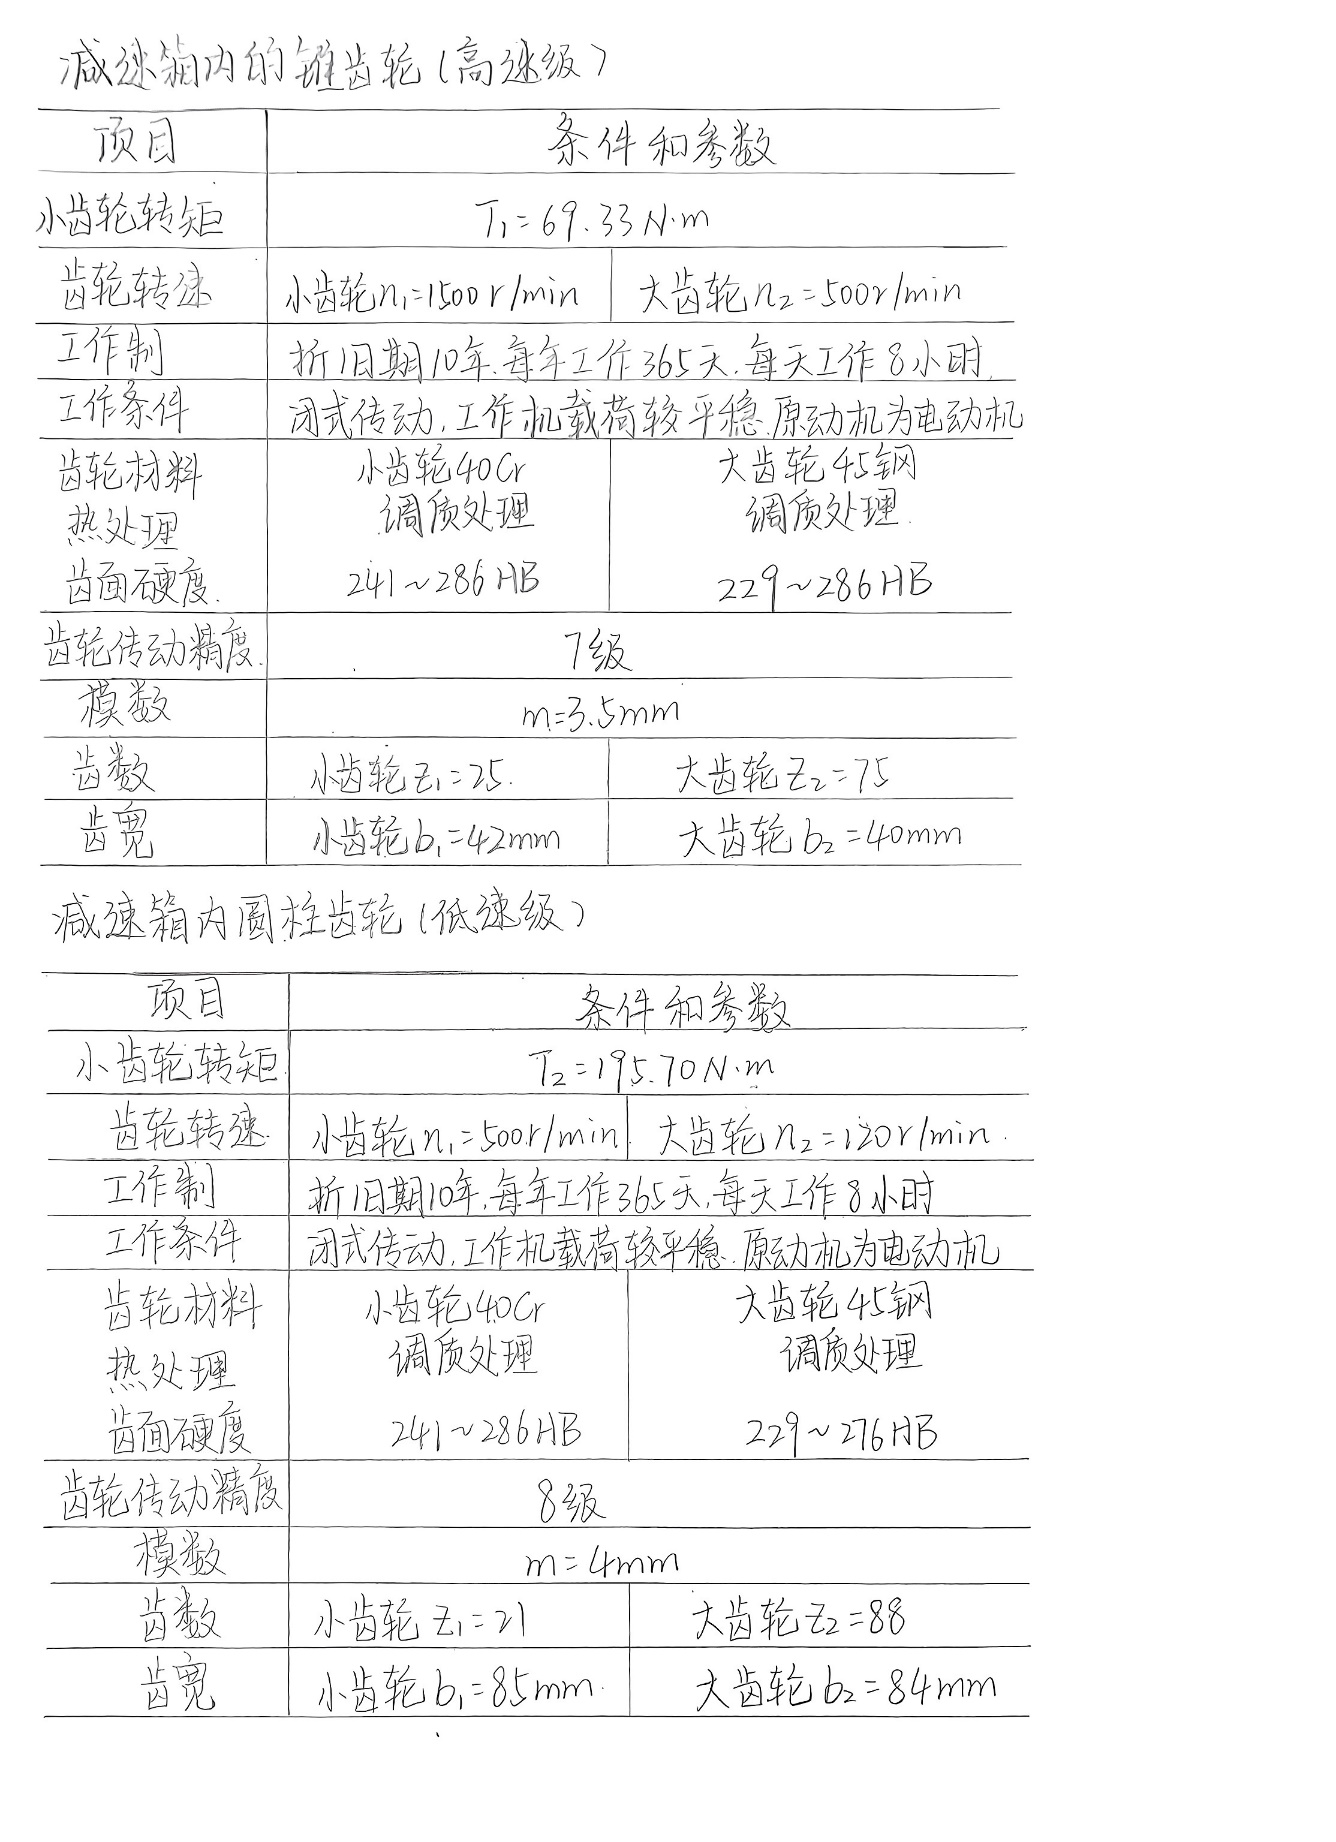 减速箱内的锥齿轮(高速级)
项目 条件和参数
小齿轮转矩 T₁=69.33N·m
齿轮转速 小齿轮n₁=1500r/min 大齿轮n₂=500r/min
工作制 折旧期10年.每年工作365天.每天工作8小时.
工作条件 闭式传动,工作机载荷较平稳.原动机为电动机
齿轮材料 小齿轮40Cr 大齿轮45钢
热处理 调质处理 调质处理.
齿面硬度. 241~286HB 229~286HB
齿轮传动精度. 7级
模数 m=3.5mm
齿数 小齿轮z₁=25. 大齿轮z₂=75
齿宽 小齿轮b₁=42mm 大齿轮b₂=40mm
减速箱内圆柱齿轮(低速级)
项目 条件和参数
小齿轮转矩 T₂=195.70N·m
齿轮转速. 小齿轮n₁=500r/min 大齿轮n₂=120r/min.
工作制 折旧期10年,每年工作365天,每天工作8小时
工作条件 闭式传动,工作机载荷较平稳.原动机为电动机
齿轮材料 小齿轮40Cr 大齿轮45钢
热处理 调质处理 调质处理
齿面硬度 241~286HB 229~276HB
齿轮传动精度 8级
模数 m=4mm
齿数 小齿轮z₁=21 大齿轮z₂=88
齿宽 小齿轮b₁=85mm. 大齿轮b₂=84mm